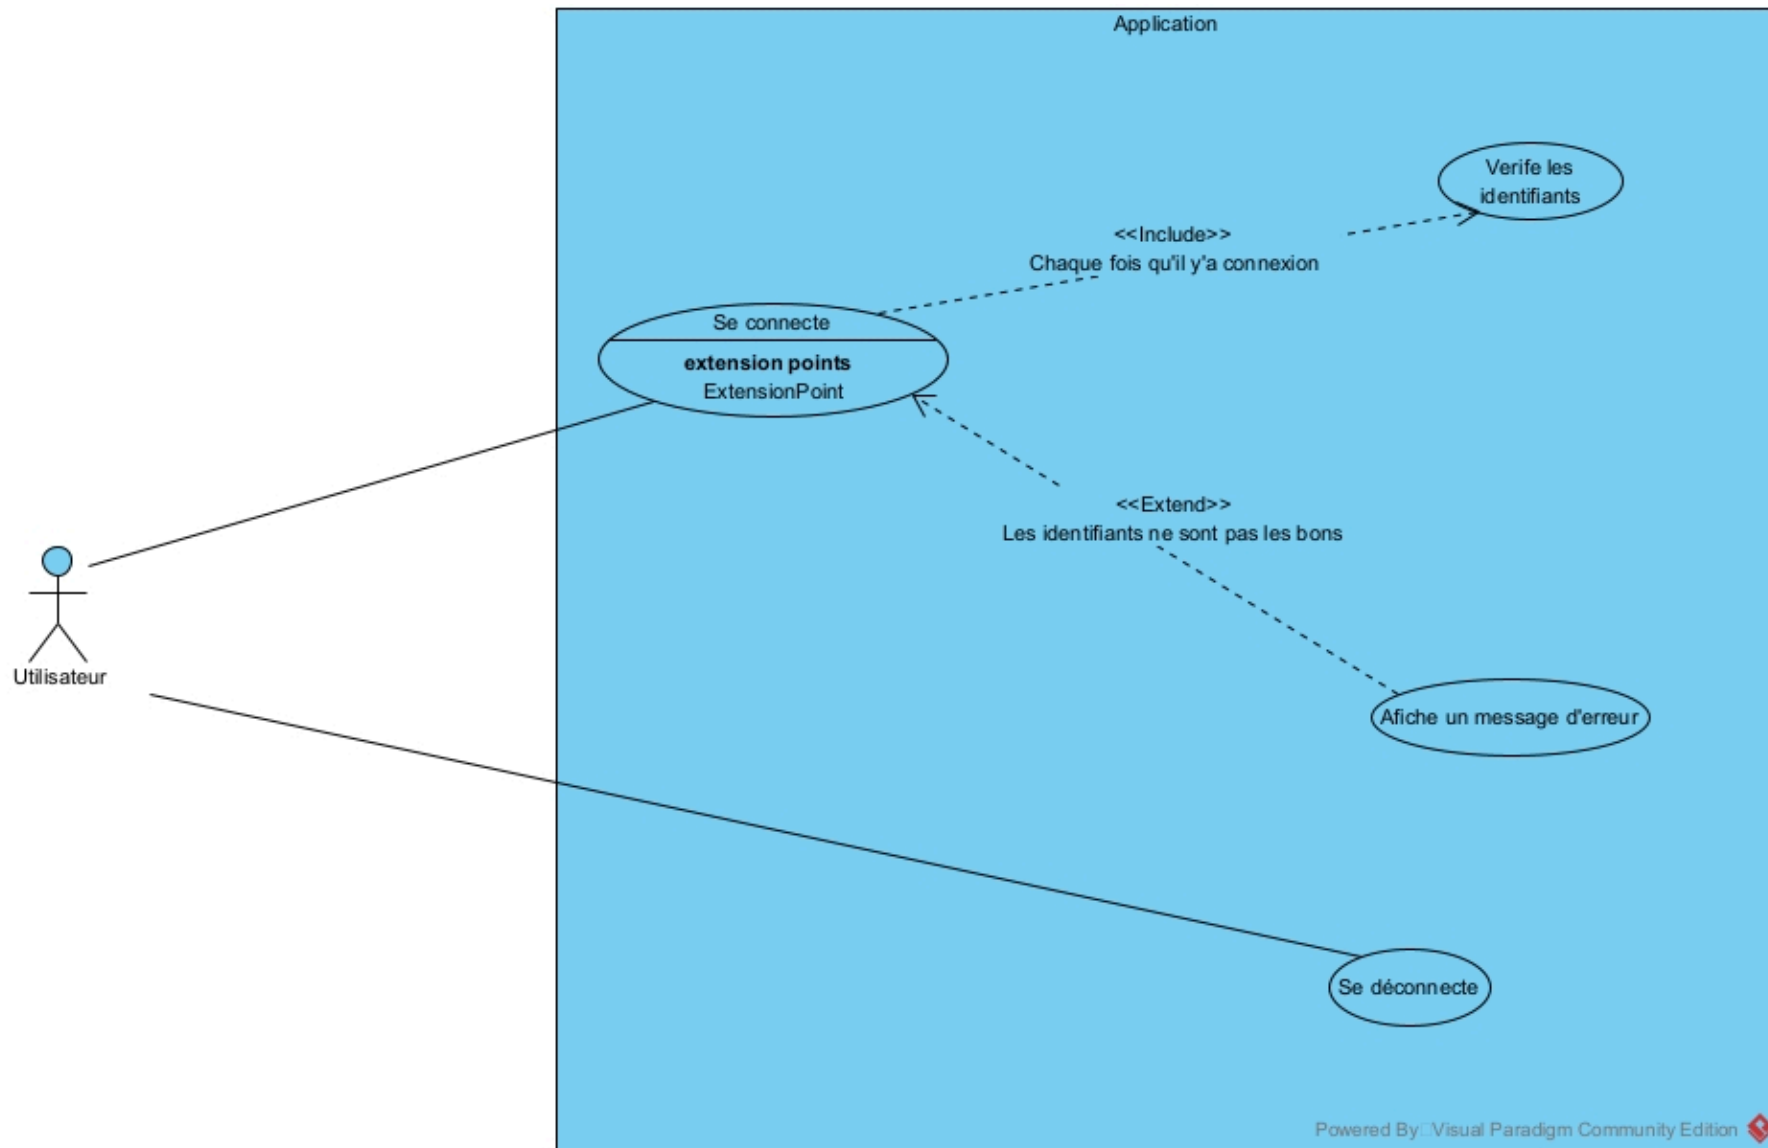 Application
Verife les
identifiants
<<Include>>
Chaque fois qu'il y'a connexion
Se connecte
extension points
ExtensionPoint
<<Extend>>
Les identifiants ne sont pas les bons
Utilisateur
Afiche un message d'erreur
Se déconnecte
Powered By Visual Paradigm Community Edition